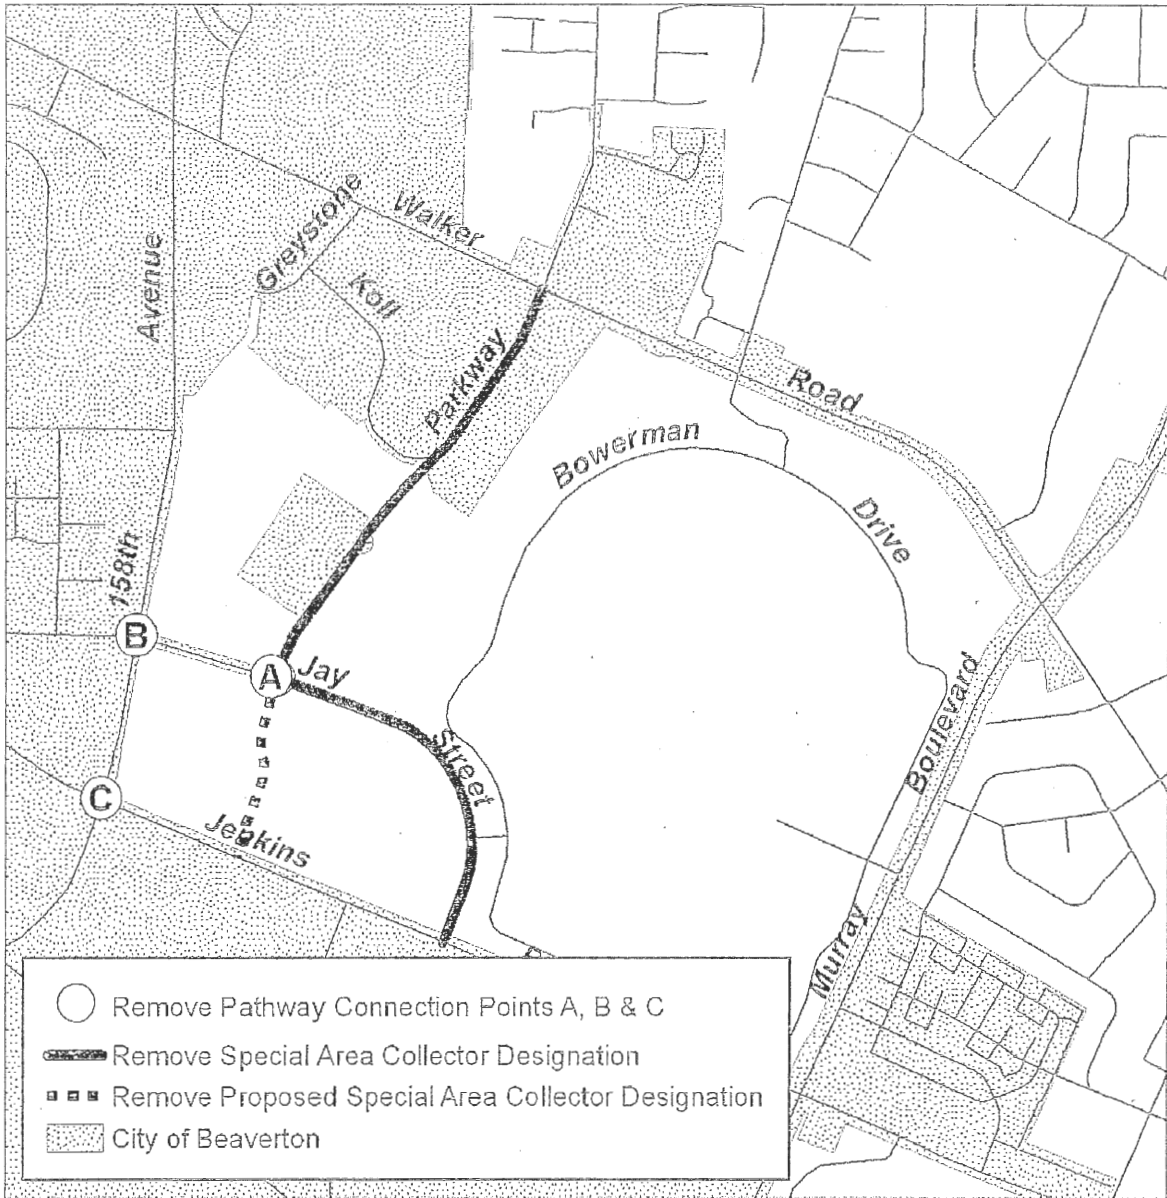 Greystone
Walker
Avenue
Koll
Parkway
Road
Bowerman
Drive
158th
B
A
Jay
Street
Boulevard
C
Jenkins
Murray
Remove Pathway Connection Points A, B & C
Remove Special Area Collector Designation
Remove Proposed Special Area Collector Designation
City of Beaverton